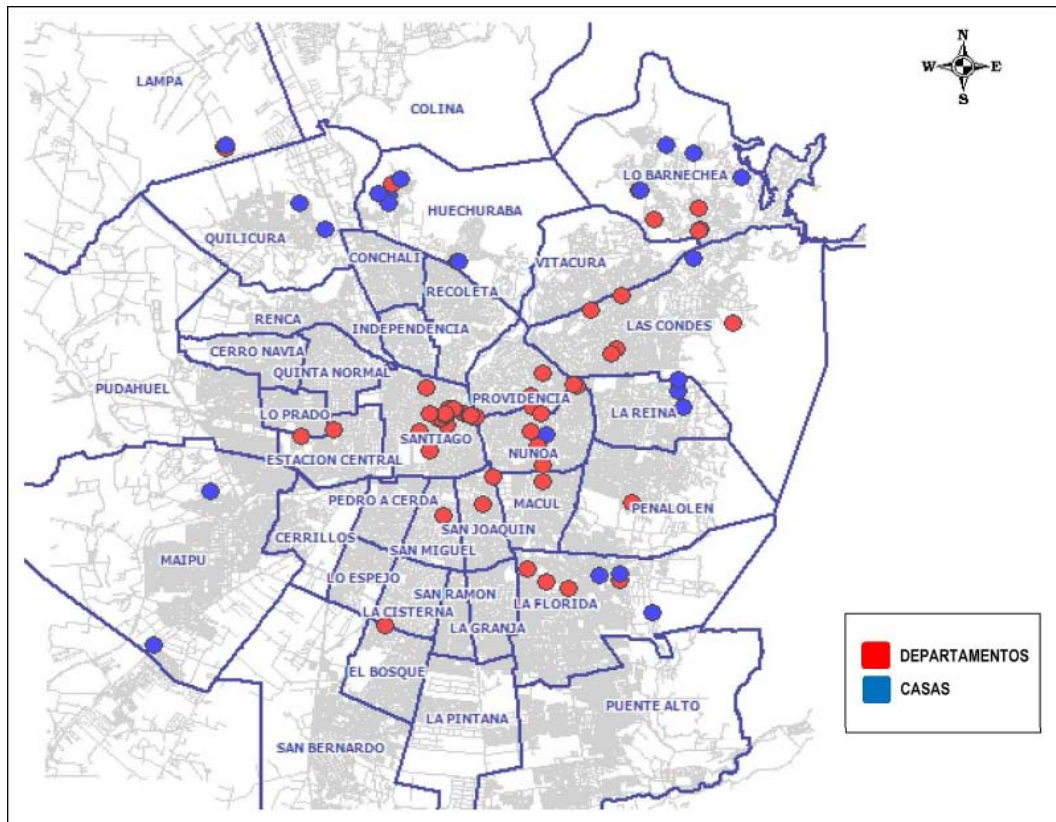 N
W E
S
LAMPA
COLINA
LO BARNECHEA
HUECHURABA
QUILICURA
CONCHALI
VITACURA
RECOLETA
RENCA
INDEPENDENCIA
LAS CONDES
CERRO NAVIA
QUINTA NORMAL
PUDAHUEL
PROVIDENCIA
LO PRADO
LA REINA
SANTIAGO
ESTACION CENTRAL
NUNOA
PEDRO A CERDA
MACUL
PENALOLEN
SAN JOAQUIN
CERRILLOS
SAN MIGUEL
MAIPU
LO ESPEJO
SAN RAMON
LA FLORIDA
LA CISTERNA
LA GRANJA
EL BOSQUE
PUENTE ALTO
LA PINTANA
SAN BERNARDO
DEPARTAMENTOS
CASAS